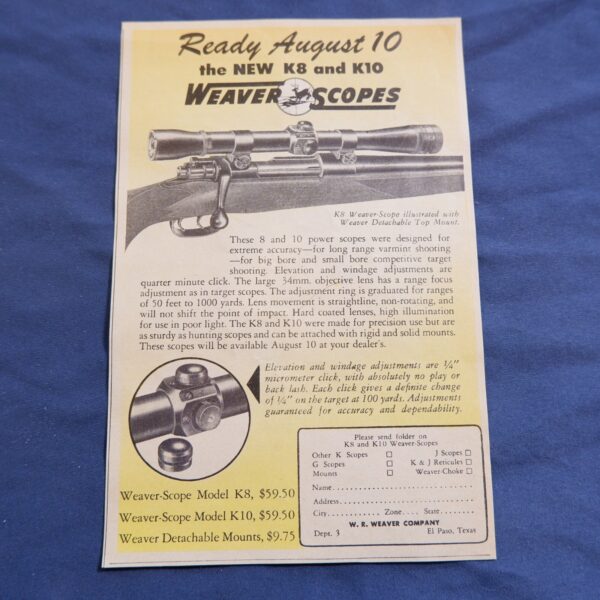 Ready August 10
the NEW K8 and K10
WEAVER SCOPES
K8 Weaver-Scope illustrated with
Weaver Detachable Top Mount.
These 8 and 10 power scopes were designed for
extreme accuracy—for long range varmint shooting
—for big bore and small bore competitive target
shooting. Elevation and windage adjustments are
quarter minute click. The large 34mm. objective lens has a range focus
adjustment as in target scopes. The adjustment ring is graduated for ranges
of 50 feet to 1000 yards. Lens movement is straightline, non-rotating, and
will not shift the point of impact. Hard coated lenses, high illumination
for use in poor light. The K8 and K10 were made for precision use but are
as sturdy as hunting scopes and can be attached with rigid and solid mounts.
These scopes will be available August 10 at your dealer's.
Elevation and windage adjustments are ¼"
micrometer click, with absolutely no play or
back lash. Each click gives a definite change
of ¼" on the target at 100 yards. Adjustments
guaranteed for accuracy and dependability.
Weaver-Scope Model K8, $59.50
Weaver-Scope Model K10, $59.50
Weaver Detachable Mounts, $9.75
Please send folder on
K8 and K10 Weaver-Scopes
Other K Scopes ☐ J Scopes ☐
G Scopes ☐ K & J Reticules ☐
Mounts ☐ Weaver-Choke ☐
Name
Address
City Zone State
W. R. WEAVER COMPANY
Dept. 3 El Paso, Texas